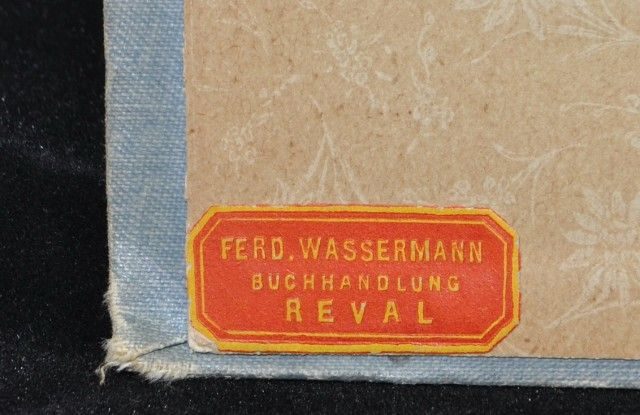 FERD. WASSERMANN
BUCHHANDLUNG
REVAL